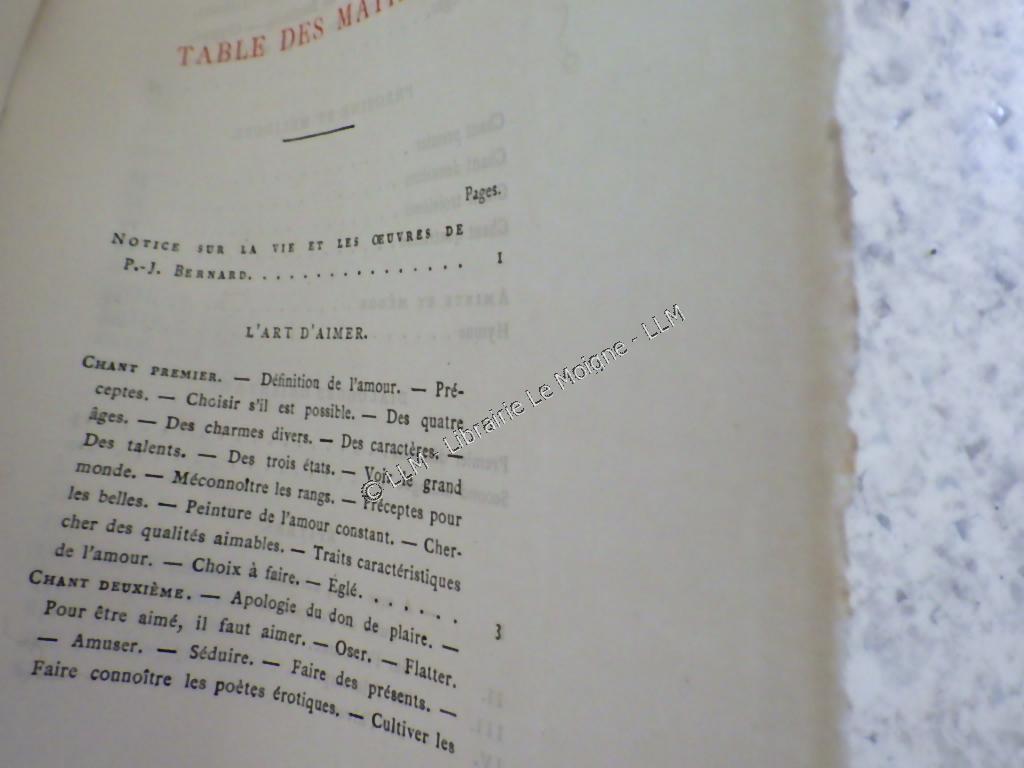 TABLE DES
Pages.
NOTICE SUR LA VIE ET LES ŒUVRES DE
P.-J. BERNARD. . . . . . . . . . . . . . . . I
L'ART D'AIMER.
CHANT PREMIER. — Définition de l'amour. — Pré-
ceptes. — Choisir s'il est possible. — Des quatre
âges. — Des charmes divers. — Des caractères. —
Des talents. — Des trois états. — Voir le grand
monde. — Méconnoître les rangs. — Préceptes pour
les belles. — Peinture de l'amour constant. — Cher-
cher des qualités aimables. — Traits caractéristiques
de l'amour. — Choix à faire. — Églé. . . . . . . 3
CHANT DEUXIÈME. — Apologie du don de plaire. —
Pour être aimé, il faut aimer. — Oser. — Flatter.
— Amuser. — Séduire. — Faire des présents. —
Faire connoître les poètes érotiques. — Cultiver les
© LLM - Librairie Le Moigne - LLM